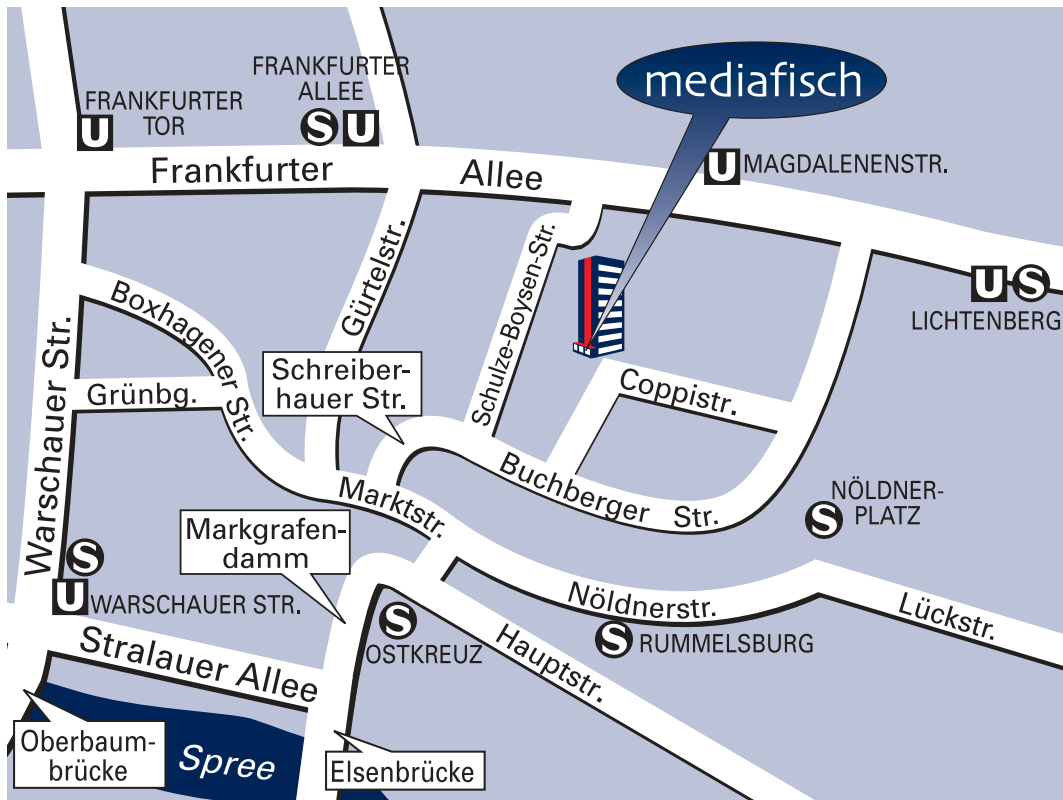 mediafisch
FRANKFURTER
ALLEE
S U
FRANKFURTER
TOR
U
Frankfurter Allee
U MAGDALENENSTR.
U S
LICHTENBERG
Boxhagener
Str.
Gürtelstr.
Schulze-Boysen-Str.
Warschauer Str.
Grünbg.
Schreiber-
hauer Str.
Coppistr.
Buchberger Str.
Marktstr.
NÖLDNER-
PLATZ
S
Markgrafen-
damm
S
U WARSCHAUER STR.
Nöldnerstr.
Lückstr.
S
OSTKREUZ
S RUMMELSBURG
Hauptstr.
Stralauer Allee
Oberbaum-
brücke
Spree
Elsenbrücke